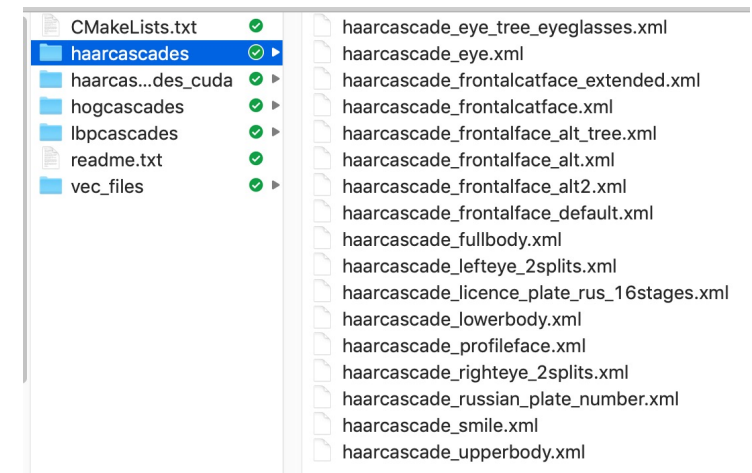 CMakeLists.txt
haarcascades
haarcas...des_cuda
hogcascades
lbpcascades
readme.txt
vec_files
haarcascade_eye_tree_eyeglasses.xml
haarcascade_eye.xml
haarcascade_frontalcatface_extended.xml
haarcascade_frontalcatface.xml
haarcascade_frontalface_alt_tree.xml
haarcascade_frontalface_alt.xml
haarcascade_frontalface_alt2.xml
haarcascade_frontalface_default.xml
haarcascade_fullbody.xml
haarcascade_lefteye_2splits.xml
haarcascade_licence_plate_rus_16stages.xml
haarcascade_lowerbody.xml
haarcascade_profileface.xml
haarcascade_righteye_2splits.xml
haarcascade_russian_plate_number.xml
haarcascade_smile.xml
haarcascade_upperbody.xml